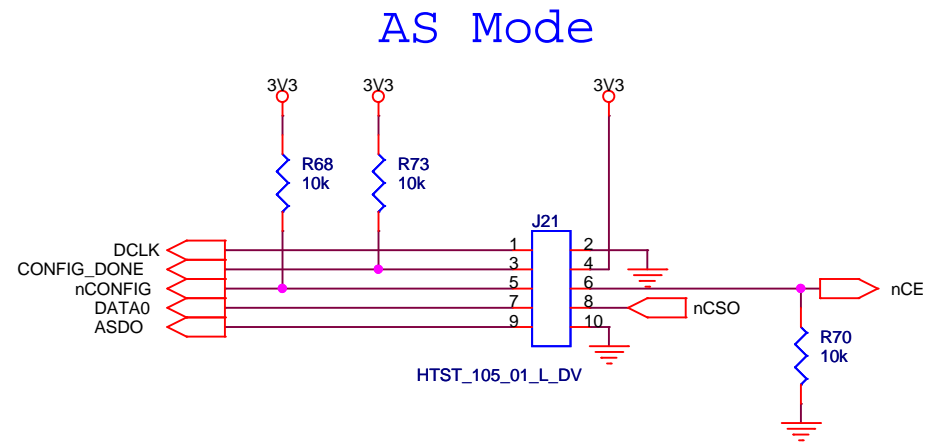 AS Mode
3V3
3V3
3V3
R68
10k
R73
10k
J21
DCLK
1
2
CONFIG_DONE
3
4
nCONFIG
5
6
nCE
DATA0
7
8
nCSO
ASDO
9
10
R70
10k
HTST_105_01_L_DV